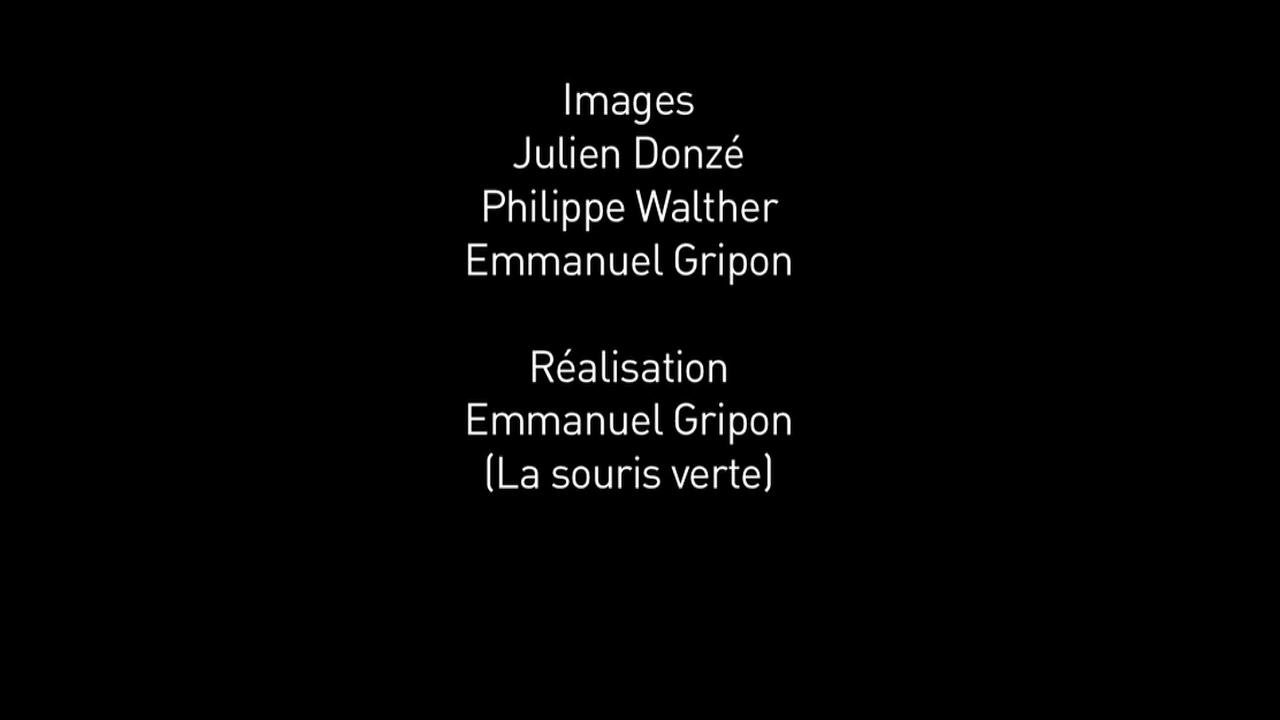 Images
Julien Donzé
Philippe Walther
Emmanuel Gripon
Réalisation
Emmanuel Gripon
(La souris verte)